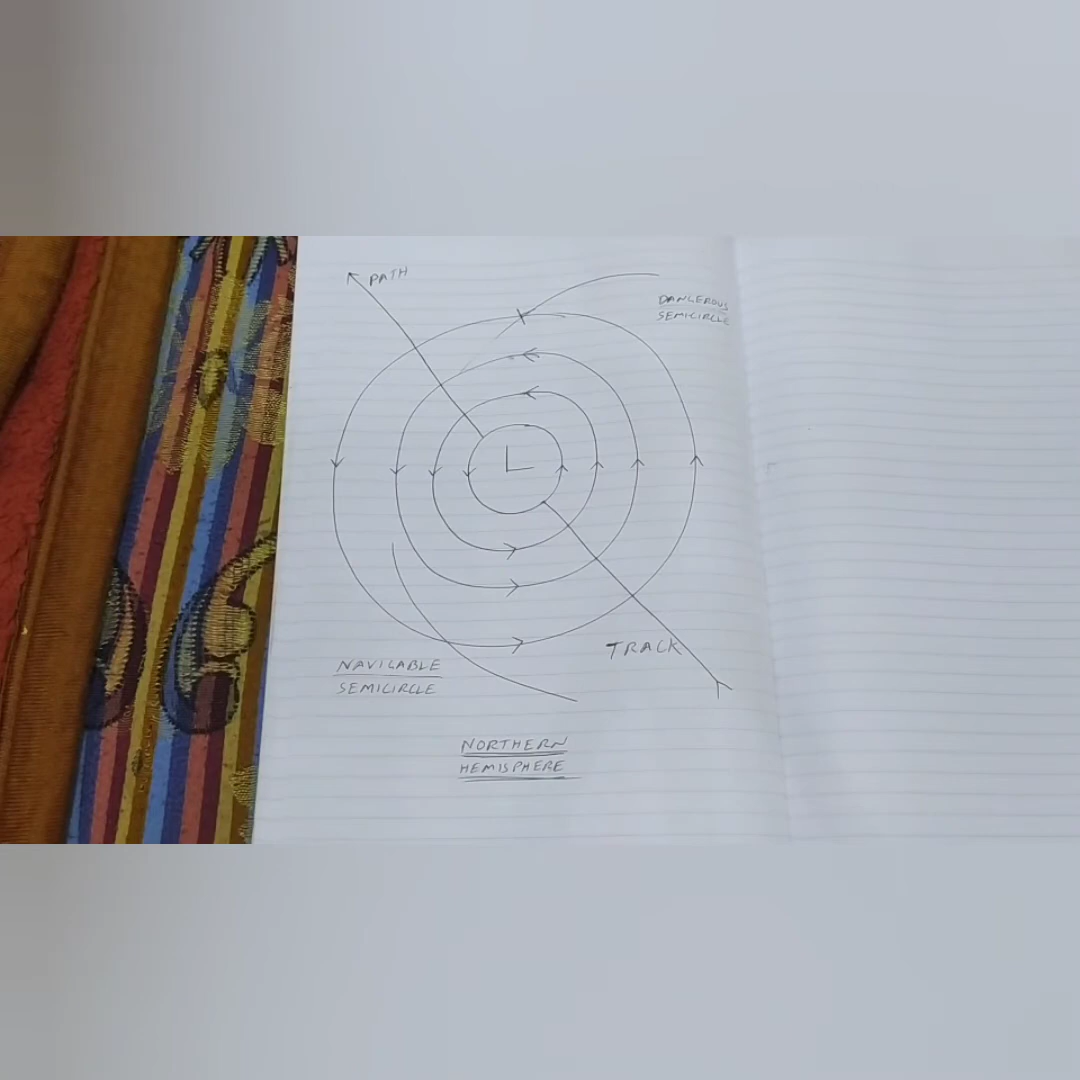 PATH
DANGEROUS
SEMICIRCLE
L
TRACK
NAVIGABLE
SEMICIRCLE
NORTHERN
HEMISPHERE